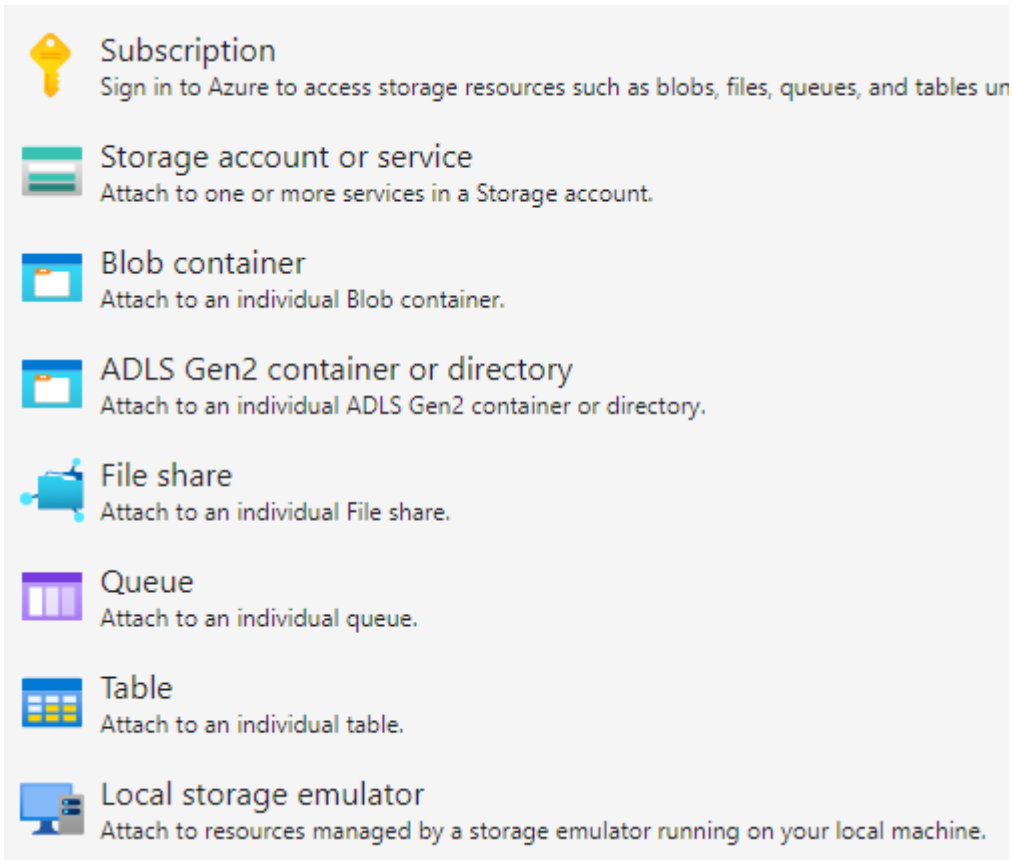 Subscription
Sign in to Azure to access storage resources such as blobs, files, queues, and tables un
Storage account or service
Attach to one or more services in a Storage account.
Blob container
Attach to an individual Blob container.
ADLS Gen2 container or directory
Attach to an individual ADLS Gen2 container or directory.
File share
Attach to an individual File share.
Queue
Attach to an individual queue.
Table
Attach to an individual table.
Local storage emulator
Attach to resources managed by a storage emulator running on your local machine.